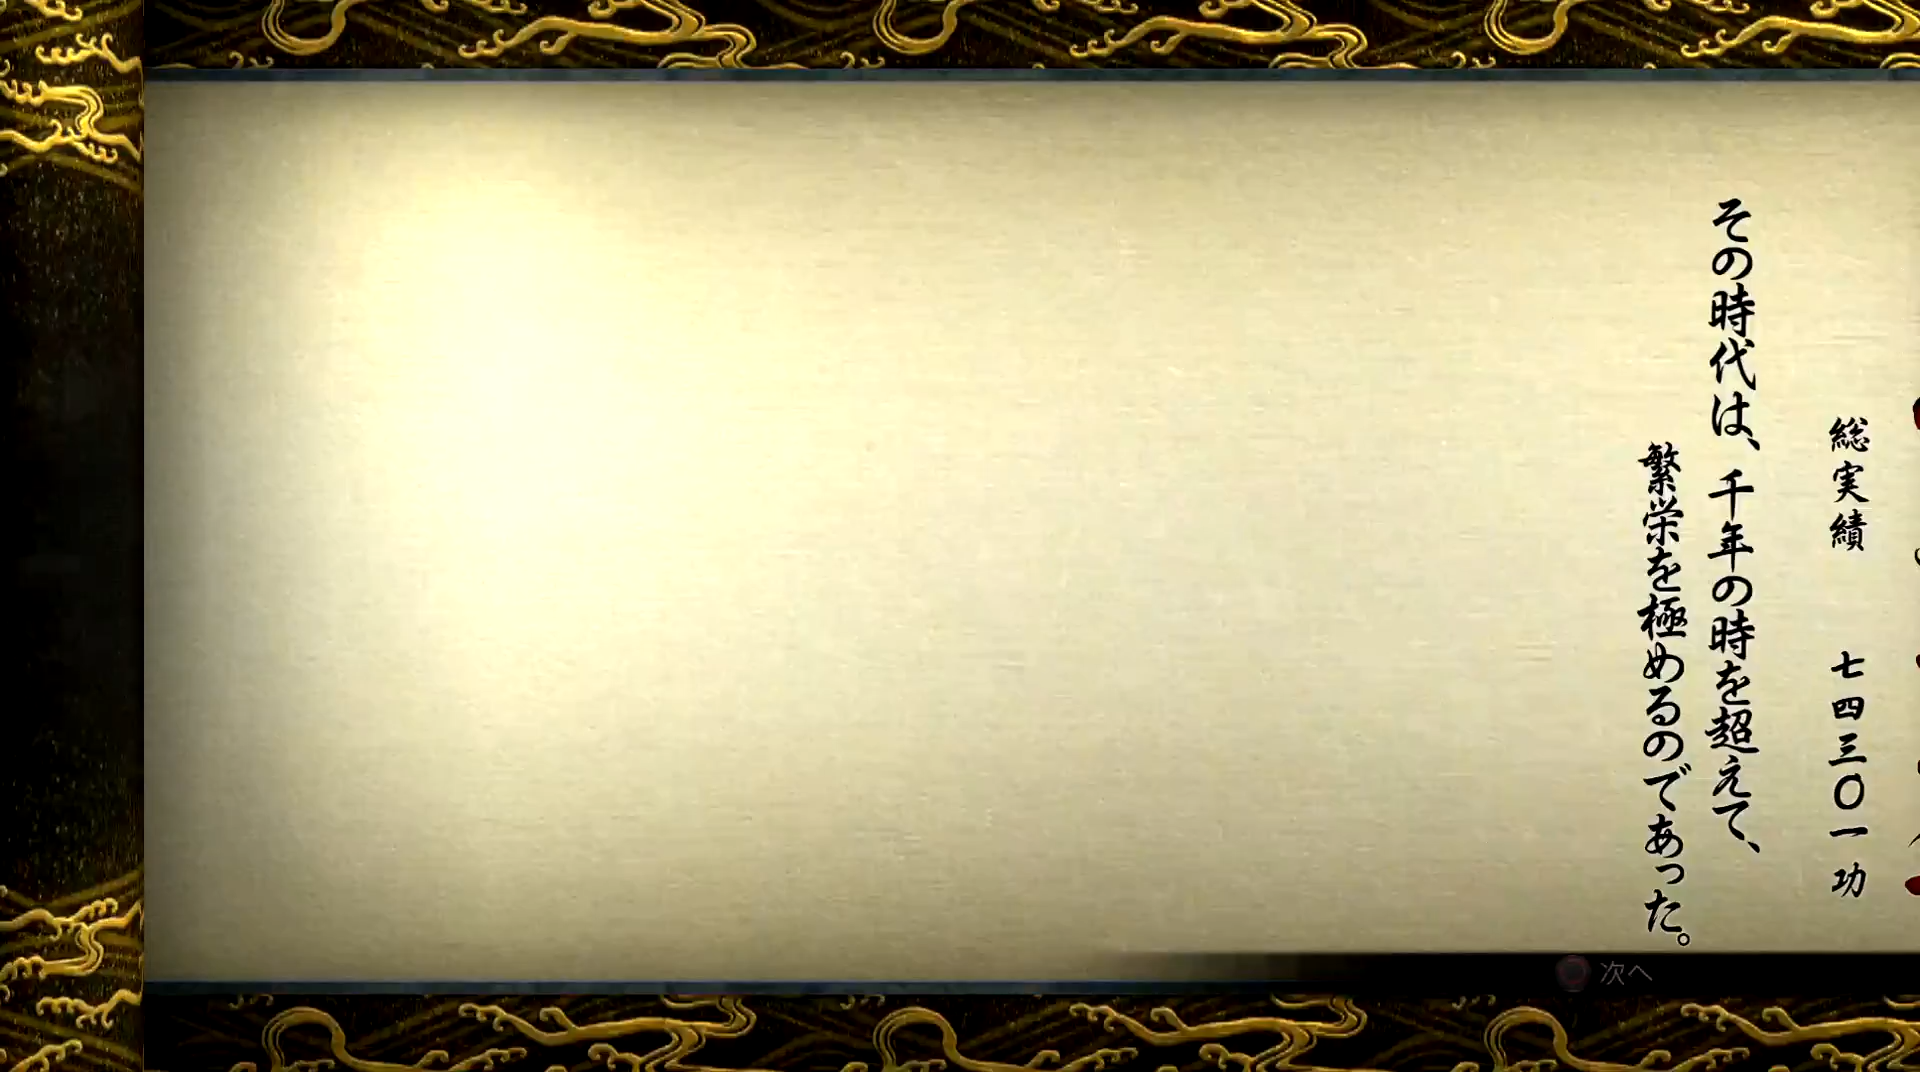 総実績 七四三〇一功
その時代は、千年の時を超えて、
繁栄を極めるのであった。
次へ